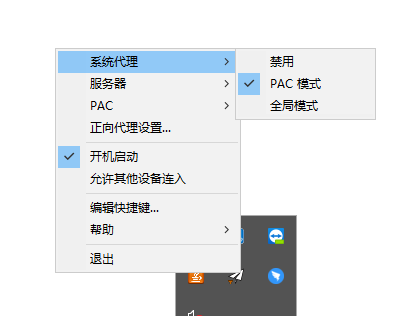 系统代理
禁用
服务器
PAC 模式
PAC
全局模式
正向代理设置...
开机启动
允许其他设备连入
编辑快捷键...
帮助
退出